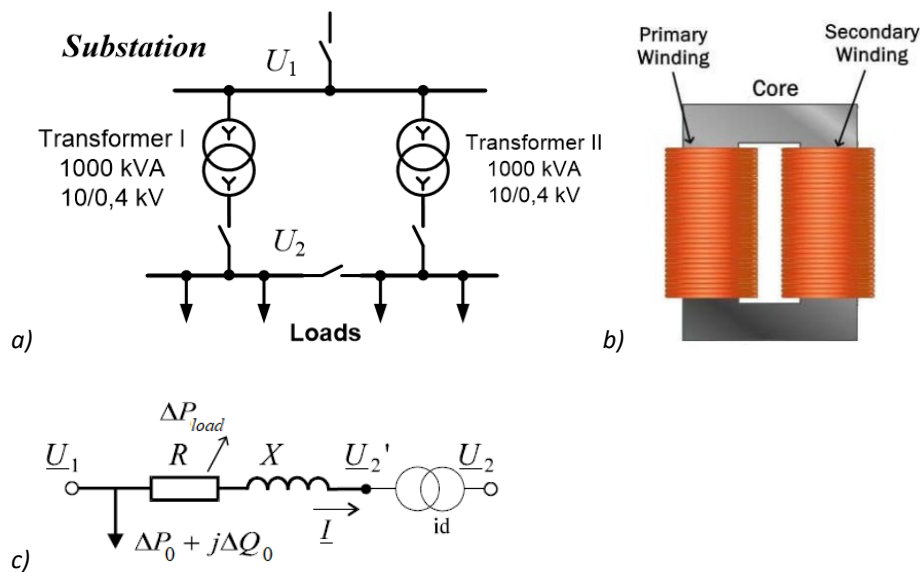 Substation
U₁
Transformer I
1000 kVA
10/0,4 kV
Y
Y
Y
Y
Transformer II
1000 kVA
10/0,4 kV
U₂
Loads
a)
Primary
Winding
Secondary
Winding
Core
b)
ΔP_load
U₁
R
X
U₂'
U₂
I
id
ΔP₀ + jΔQ₀
c)